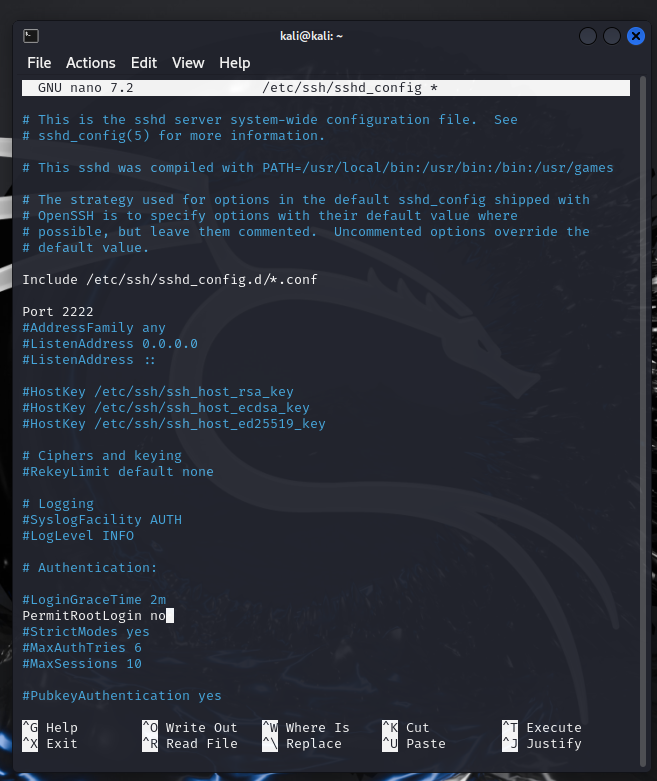 kali@kali: ~
File Actions Edit View Help
GNU nano 7.2 /etc/ssh/sshd_config *
# This is the sshd server system-wide configuration file.  See
# sshd_config(5) for more information.
# This sshd was compiled with PATH=/usr/local/bin:/usr/bin:/bin:/usr/games
# The strategy used for options in the default sshd_config shipped with
# OpenSSH is to specify options with their default value where
# possible, but leave them commented.  Uncommented options override the
# default value.
Include /etc/ssh/sshd_config.d/*.conf
Port 2222
#AddressFamily any
#ListenAddress 0.0.0.0
#ListenAddress ::
#HostKey /etc/ssh/ssh_host_rsa_key
#HostKey /etc/ssh/ssh_host_ecdsa_key
#HostKey /etc/ssh/ssh_host_ed25519_key
# Ciphers and keying
#RekeyLimit default none
# Logging
#SyslogFacility AUTH
#LogLevel INFO
# Authentication:
#LoginGraceTime 2m
PermitRootLogin no
#StrictModes yes
#MaxAuthTries 6
#MaxSessions 10
#PubkeyAuthentication yes
^G Help ^O Write Out ^W Where Is ^K Cut ^T Execute
^X Exit ^R Read File ^\ Replace ^U Paste ^J Justify